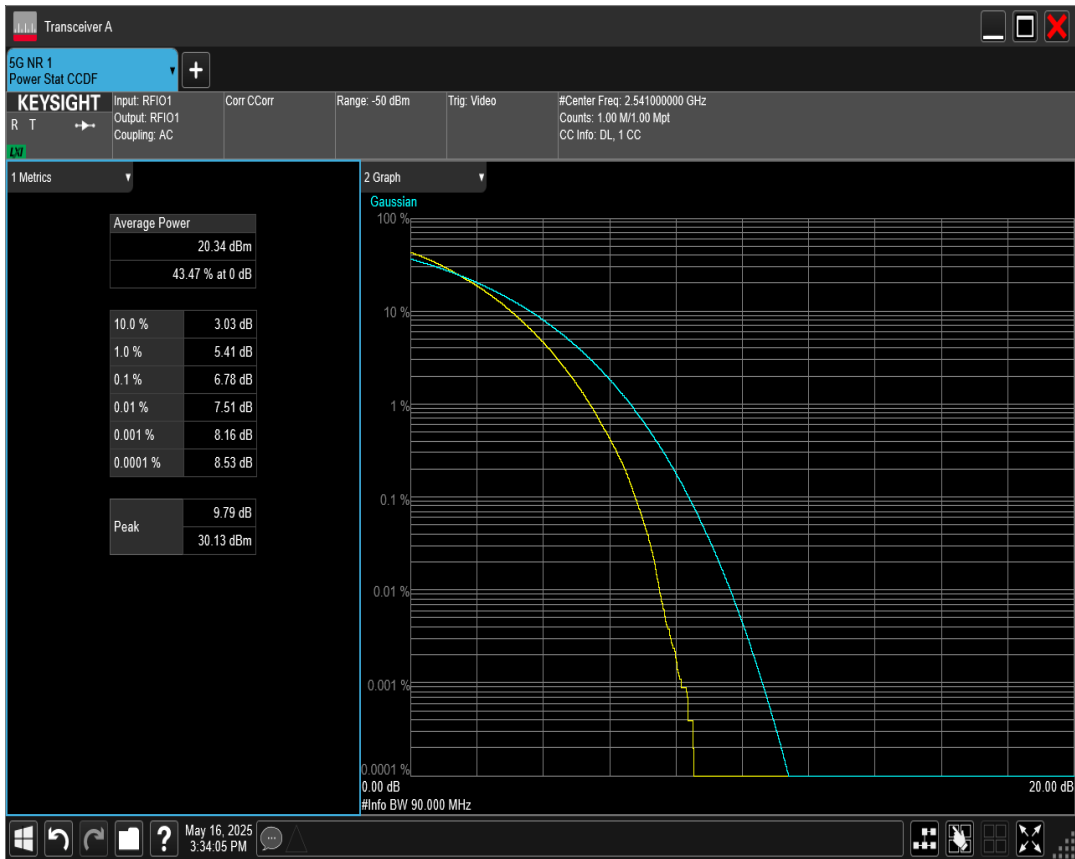 Transceiver A
5G NR 1
Power Stat CCDF
KEYSIGHT
R T
LXI
Input: RFIO1
Output: RFIO1
Coupling: AC
Corr CCorr
Range: -50 dBm
Trig: Video
#Center Freq: 2.541000000 GHz
Counts: 1.00 M/1.00 Mpt
CC Info: DL, 1 CC
1 Metrics
Average Power
20.34 dBm
43.47 % at 0 dB
10.0 % 3.03 dB
1.0 % 5.41 dB
0.1 % 6.78 dB
0.01 % 7.51 dB
0.001 % 8.16 dB
0.0001 % 8.53 dB
Peak
9.79 dB
30.13 dBm
2 Graph
Gaussian
100 %
10 %
1 %
0.1 %
0.01 %
0.001 %
0.0001 %
0.00 dB 20.00 dB
#Info BW 90.000 MHz
?
May 16, 2025
3:34:05 PM